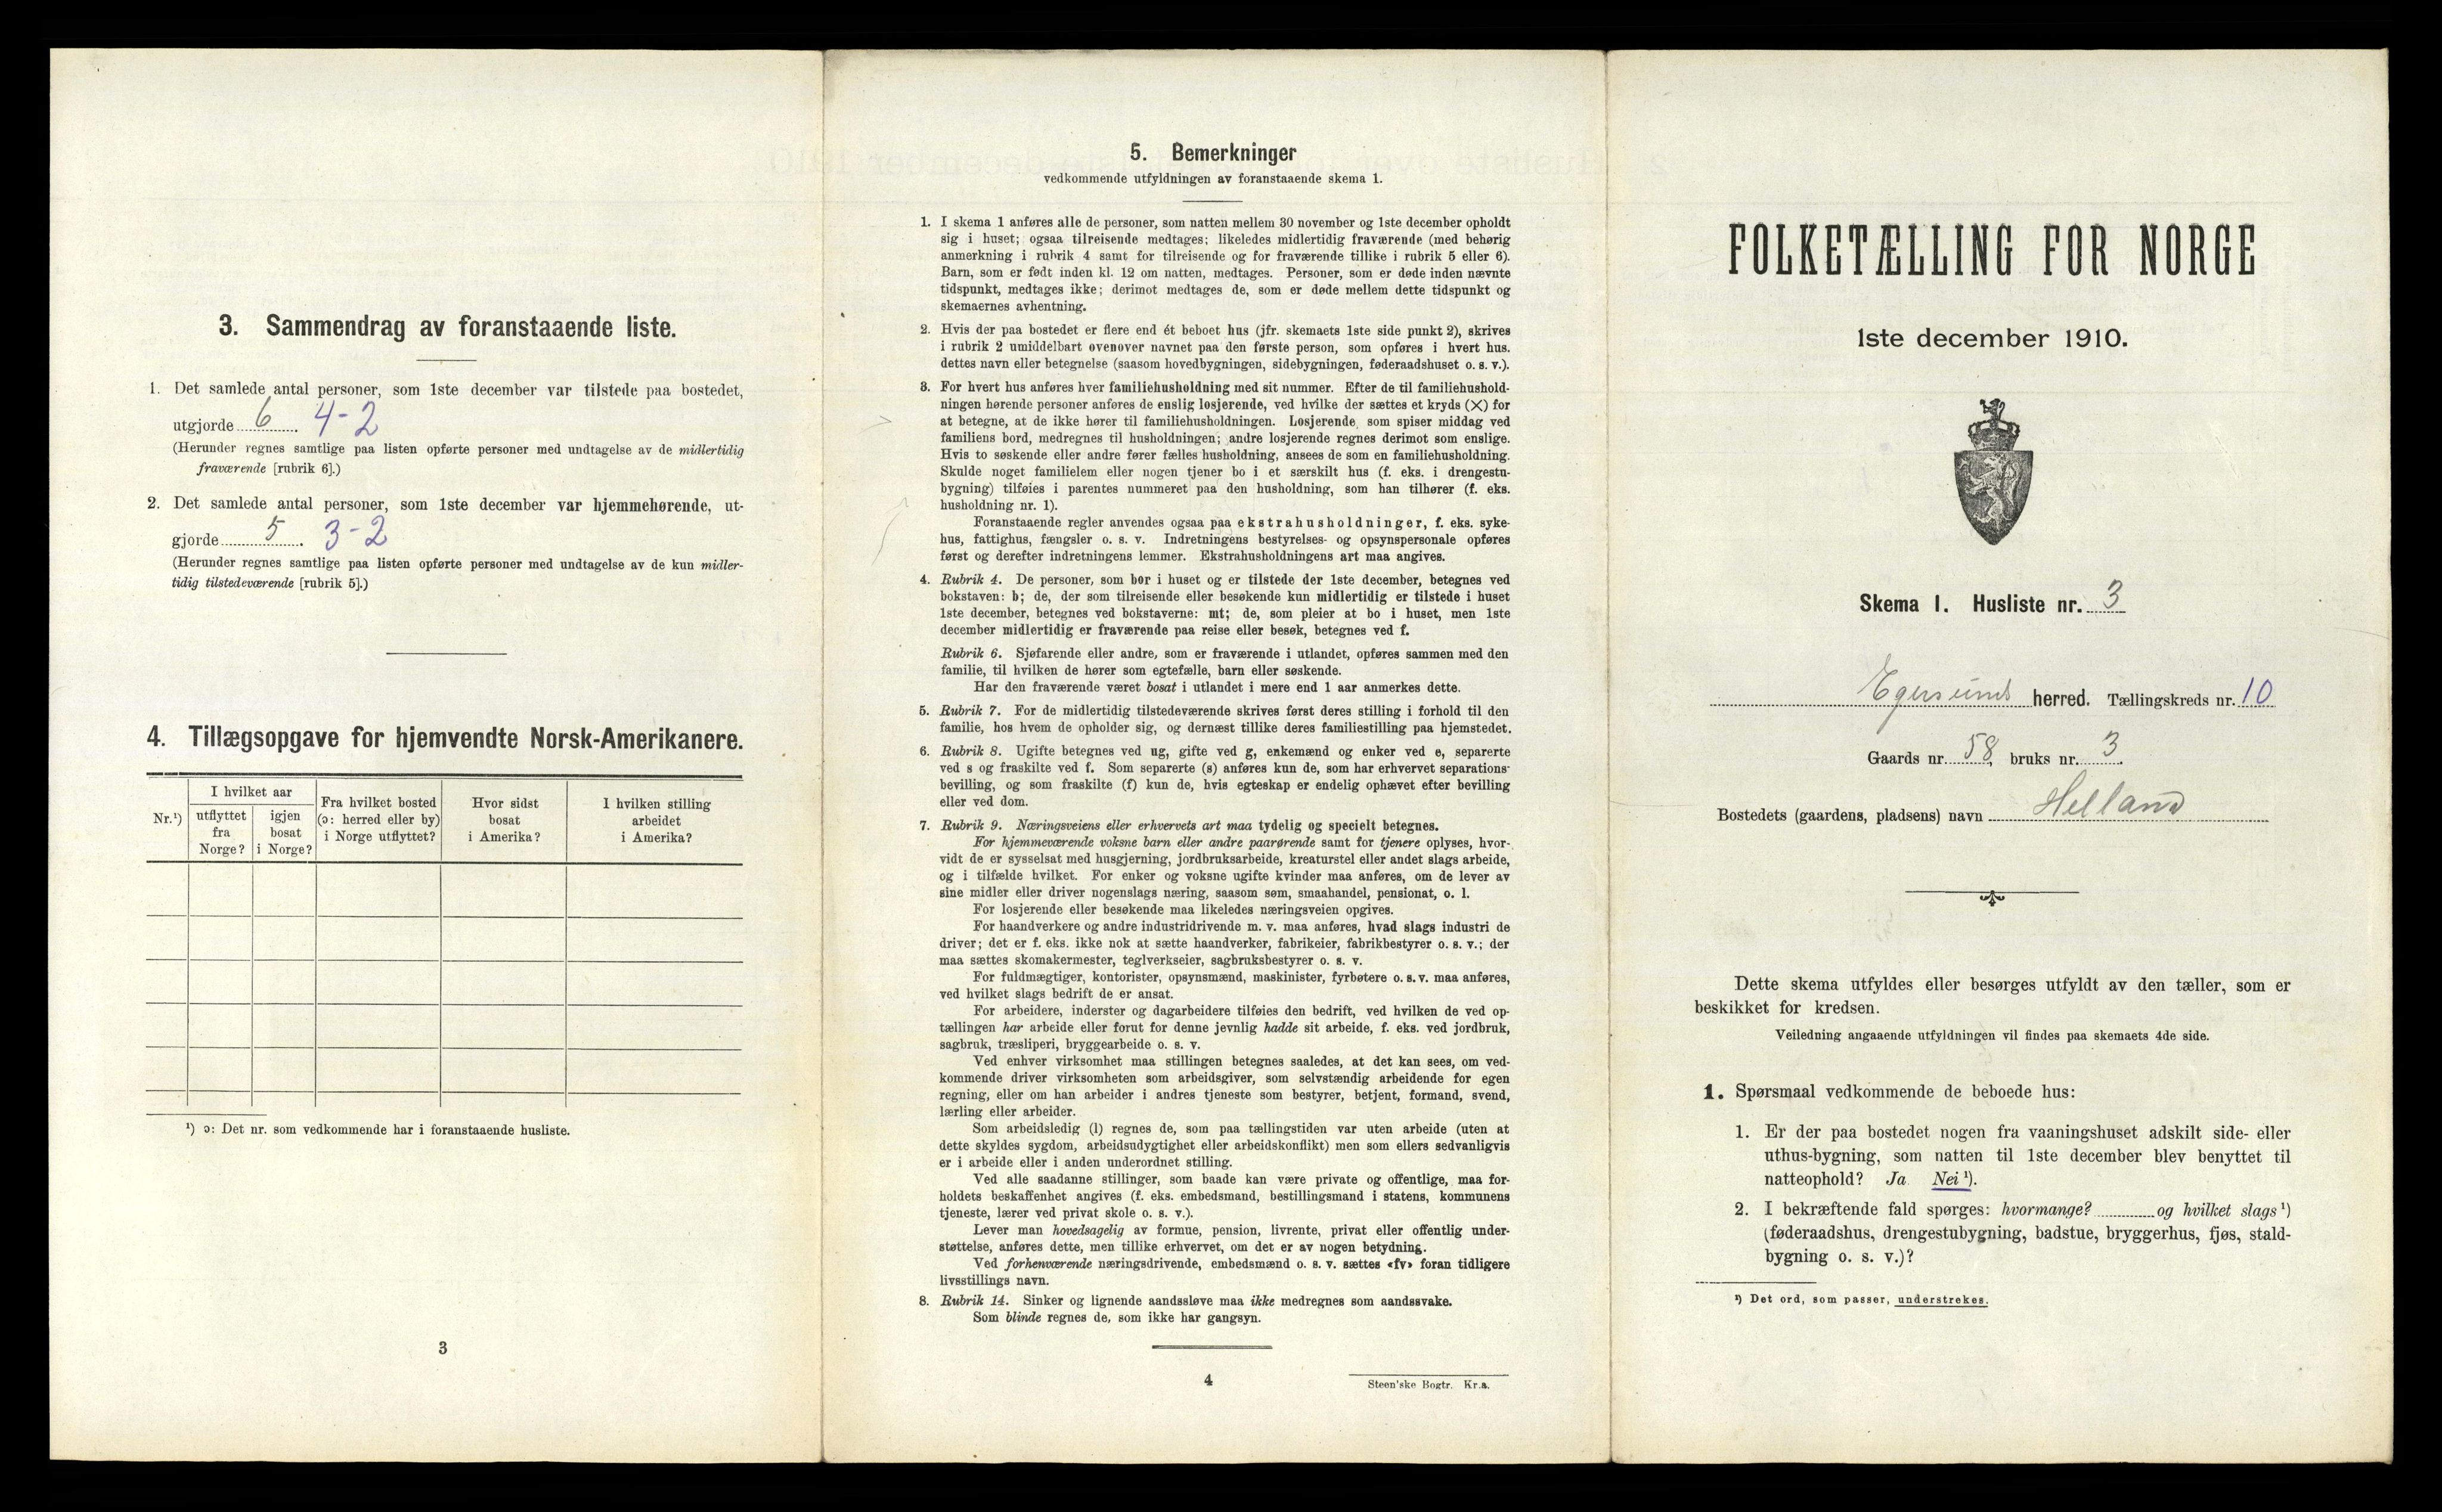 3. Sammendrag av foranstaaende liste.
1. Det samlede antal personer, som 1ste december var tilstede paa bostedet,
utgjorde 6. 4-2
(Herunder regnes samtlige paa listen opførte personer med undtagelse av de midlertidig
fraværende [rubrik 6].)
2. Det samlede antal personer, som 1ste december var hjemmehørende, ut-
gjorde 5. 3-2
(Herunder regnes samtlige paa listen opførte personer med undtagelse av de kun midler-
tidig tilstedeværende [rubrik 5].)
4. Tillægsopgave for hjemvendte Norsk-Amerikanere.
Nr.¹)
I hvilket aar
utflyttet
fra
Norge?
igjen
bosat
i Norge?
Fra hvilket bosted
(ɔ: herred eller by)
i Norge utflyttet?
Hvor sidst
bosat
i Amerika?
I hvilken stilling
arbeidet
i Amerika?
¹) ɔ: Det nr. som vedkommende har i foranstaaende husliste.
3
5. Bemerkninger
vedkommende utfyldningen av foranstaaende skema 1.
1. I skema 1 anføres alle de personer, som natten mellem 30 november og 1ste december opholdt
sig i huset; ogsaa tilreisende medtages; likeledes midlertidig fraværende (med behørig
anmerkning i rubrik 4 samt for tilreisende og for fraværende tillike i rubrik 5 eller 6).
Barn, som er født inden kl. 12 om natten, medtages. Personer, som er døde inden nævnte
tidspunkt, medtages ikke; derimot medtages de, som er døde mellem dette tidspunkt og
skemaernes avhentning.
2. Hvis der paa bostedet er flere end ét beboet hus (jfr. skemaets 1ste side punkt 2), skrives
i rubrik 2 umiddelbart ovenover navnet paa den første person, som opføres i hvert hus.
dettes navn eller betegnelse (saasom hovedbygningen, sidebygningen, føderaadshuset o. s. v.).
3. For hvert hus anføres hver familiehusholdning med sit nummer. Efter de til familiehushold-
ningen hørende personer anføres de enslig losjerende, ved hvilke der sættes et kryds (×) for
at betegne, at de ikke hører til familiehusholdningen. Losjerende, som spiser middag ved
familiens bord, medregnes til husholdningen; andre losjerende regnes derimot som enslige.
Hvis to søskende eller andre fører fælles husholdning, ansees de som en familiehusholdning.
Skulde noget familielem eller nogen tjener bo i et særskilt hus (f. eks. i drengestu-
bygning) tilføies i parentes nummeret paa den husholdning, som han tilhører (f. eks.
husholdning nr. 1).
Foranstaaende regler anvendes ogsaa paa ekstrahusholdninger, f. eks. syke-
hus, fattighus, fængsler o. s. v. Indretningens bestyrelses- og opsynspersonale opføres
først og derefter indretningens lemmer. Ekstrahusholdningens art maa angives.
4. Rubrik 4. De personer, som bor i huset og er tilstede der 1ste december, betegnes ved
bokstaven: b; de, der som tilreisende eller besøkende kun midlertidig er tilstede i huset
1ste december, betegnes ved bokstaverne: mt; de, som pleier at bo i huset, men 1ste
december midlertidig er fraværende paa reise eller besøk, betegnes ved f.
Rubrik 6. Sjøfarende eller andre, som er fraværende i utlandet, opføres sammen med den
familie, til hvilken de hører som egtefælle, barn eller søskende.
Har den fraværende været bosat i utlandet i mere end 1 aar anmerkes dette.
5. Rubrik 7. For de midlertidig tilstedeværende skrives først deres stilling i forhold til den
familie, hos hvem de opholder sig, og dernæst tillike deres familiestilling paa hjemstedet.
6. Rubrik 8. Ugifte betegnes ved ug, gifte ved g, enkemænd og enker ved e, separerte
ved s og fraskilte ved f. Som separerte (s) anføres kun de, som har erhvervet separations-
bevilling, og som fraskilte (f) kun de, hvis egteskap er endelig ophævet efter bevilling
eller ved dom.
7. Rubrik 9. Næringsveiens eller erhvervets art maa tydelig og specielt betegnes.
For hjemmeværende voksne barn eller andre paarørende samt for tjenere oplyses, hvor-
vidt de er sysselsat med husgjerning, jordbruksarbeide, kreaturstel eller andet slags arbeide,
og i tilfælde hvilket. For enker og voksne ugifte kvinder maa anføres, om de lever av
sine midler eller driver nogenslags næring, saasom søm, smaahandel, pensionat, o. l.
For losjerende eller besøkende maa likeledes næringsveien opgives.
For haandverkere og andre industridrivende m. v. maa anføres, hvad slags industri de
driver; det er f. eks. ikke nok at sætte haandverker, fabrikeier, fabrikbestyrer o. s. v.; der
maa sættes skomakermester, teglverkseier, sagbruksbestyrer o. s. v.
For fuldmægtiger, kontorister, opsynsmænd, maskinister, fyrbøtere o. s. v. maa anføres,
ved hvilket slags bedrift de er ansat.
For arbeidere, inderster og dagarbeidere tilføies den bedrift, ved hvilken de ved op-
tællingen har arbeide eller forut for denne jevnlig hadde sit arbeide, f. eks. ved jordbruk,
sagbruk, træsliperi, bryggearbeide o. s. v.
Ved enhver virksomhet maa stillingen betegnes saaledes, at det kan sees, om ved-
kommende driver virksomheten som arbeidsgiver, som selvstændig arbeidende for egen
regning, eller om han arbeider i andres tjeneste som bestyrer, betjent, formand, svend,
lærling eller arbeider.
Som arbeidsledig (l) regnes de, som paa tællingstiden var uten arbeide (uten at
dette skyldes sygdom, arbeidsudygtighet eller arbeidskonflikt) men som ellers sedvanligvis
er i arbeide eller i anden underordnet stilling.
Ved alle saadanne stillinger, som baade kan være private og offentlige, maa for-
holdets beskaffenhet angives (f. eks. embedsmand, bestillingsmand i statens, kommunens
tjeneste, lærer ved privat skole o. s. v.).
Lever man hovedsagelig av formue, pension, livrente, privat eller offentlig under-
støttelse, anføres dette, men tillike erhvervet, om det er av nogen betydning.
Ved forhenværende næringsdrivende, embedsmænd o. s. v. sættes «fv» foran tidligere
livsstillings navn.
8. Rubrik 14. Sinker og lignende aandssløve maa ikke medregnes som aandssvake.
Som blinde regnes de, som ikke har gangsyn.
4
Steen'ske Bogtr. Kr.a.
FOLKETÆLLING FOR NORGE
1ste december 1910.
Skema I. Husliste nr. 3
Egersunds herred. Tællingskreds nr. 10
Gaards nr. 58, bruks nr. 3.
Bostedets (gaardens, pladsens) navn Helland
Dette skema utfyldes eller besørges utfyldt av den tæller, som er
beskikket for kredsen.
Veiledning angaaende utfyldningen vil findes paa skemaets 4de side.
1. Spørsmaal vedkommende de beboede hus:
1. Er der paa bostedet nogen fra vaaningshuset adskilt side- eller
uthus-bygning, som natten til 1ste december blev benyttet til
natteophold? Ja Nei ¹).
2. I bekræftende fald spørges: hvormange? og hvilket slags ¹)
(føderaadshus, drengestubygning, badstue, bryggerhus, fjøs, stald-
bygning o. s. v.)?
¹) Det ord, som passer, understrekes.